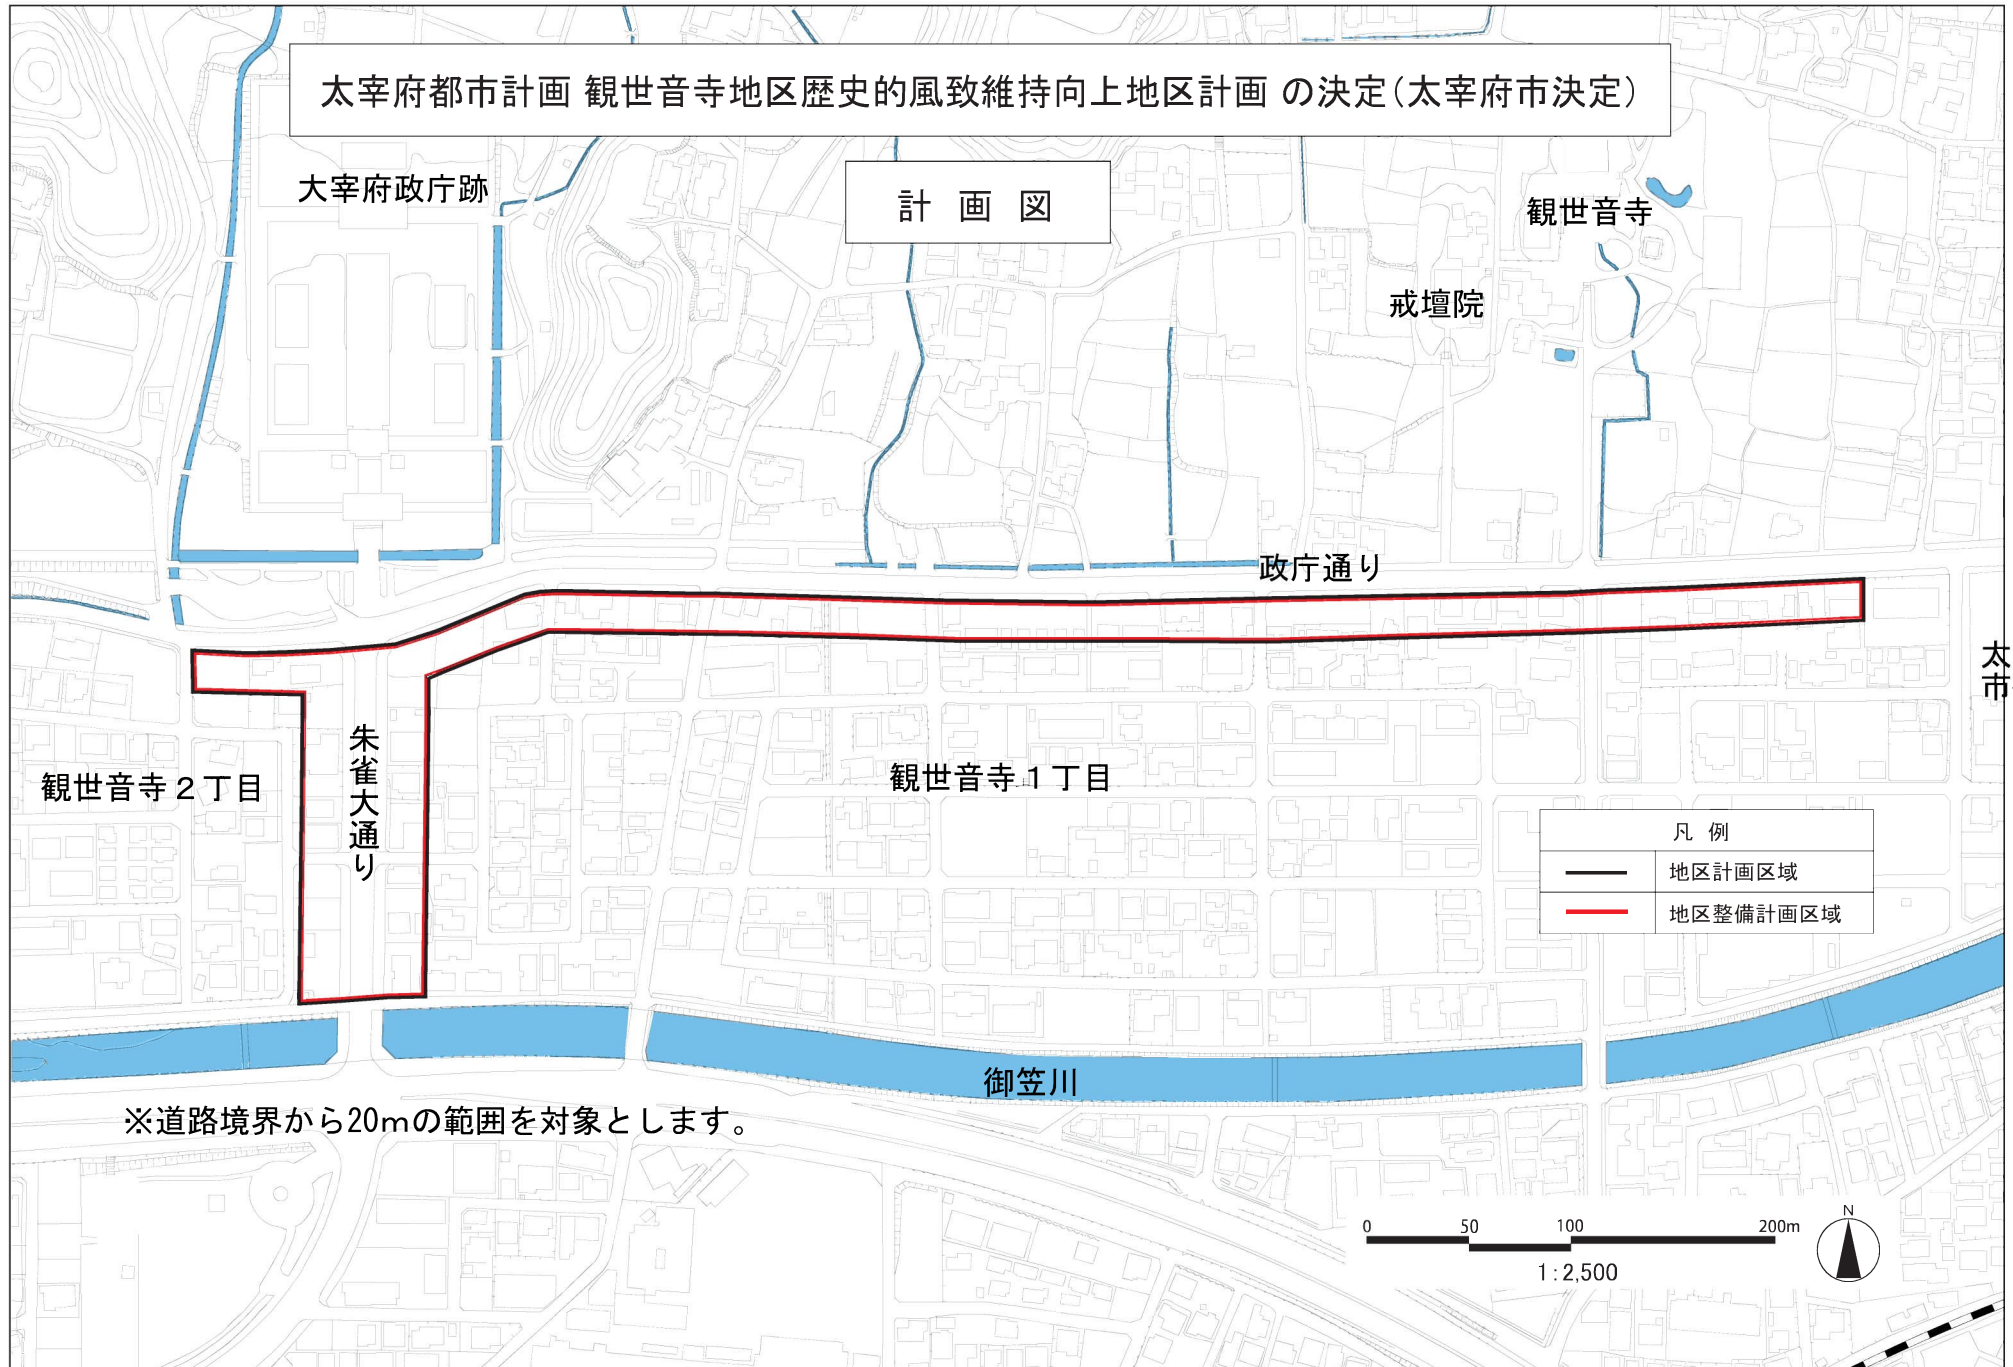 太宰府都市計画 観世音寺地区歴史的風致維持向上地区計画 の決定(太宰府市決定)
計画図
大宰府政庁跡
観世音寺
戒壇院
政庁通り
太
市
朱雀大通り
観世音寺2丁目
観世音寺1丁目
凡例
地区計画区域
地区整備計画区域
御笠川
※道路境界から20mの範囲を対象とします。
0 50 100 200m
1:2,500
N